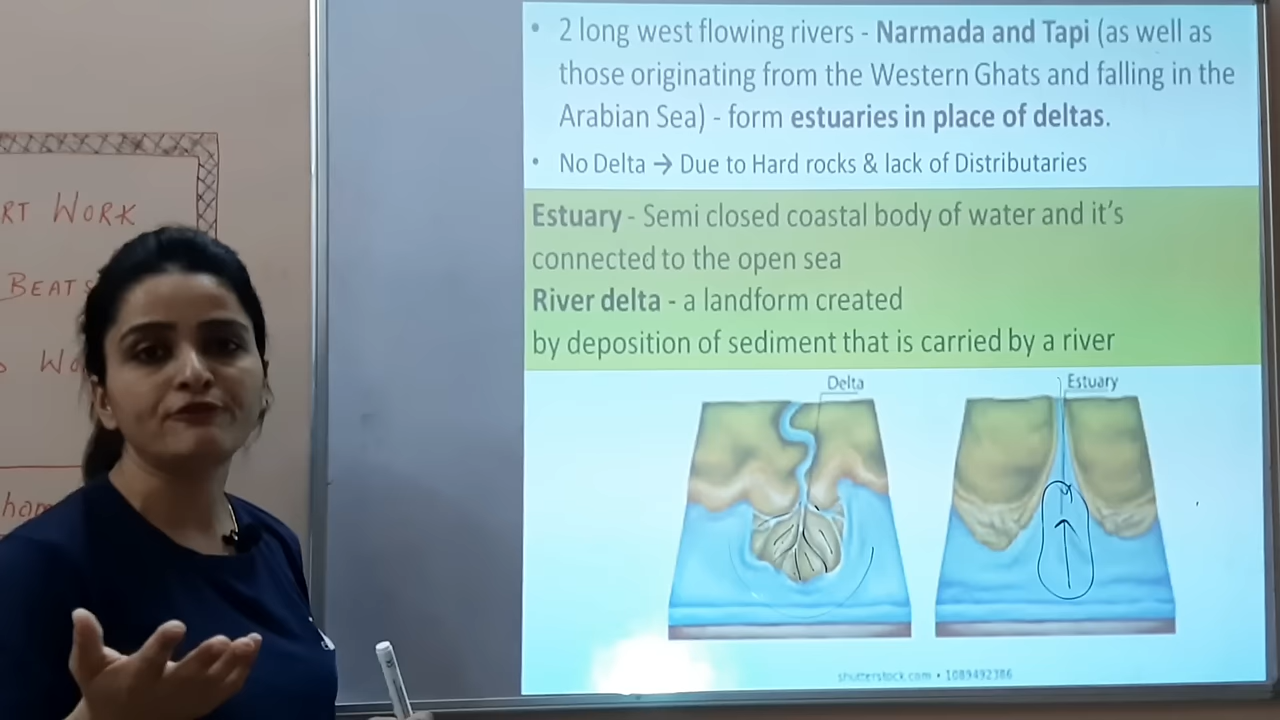 RT WORK
BEATS
WO
ham
• 2 long west flowing rivers - Narmada and Tapi (as well as
those originating from the Western Ghats and falling in the
Arabian Sea) - form estuaries in place of deltas.
• No Delta → Due to Hard rocks & lack of Distributaries
Estuary - Semi closed coastal body of water and it's
connected to the open sea
River delta - a landform created
by deposition of sediment that is carried by a river
Delta
Estuary
shutterstock.com • 1089492386